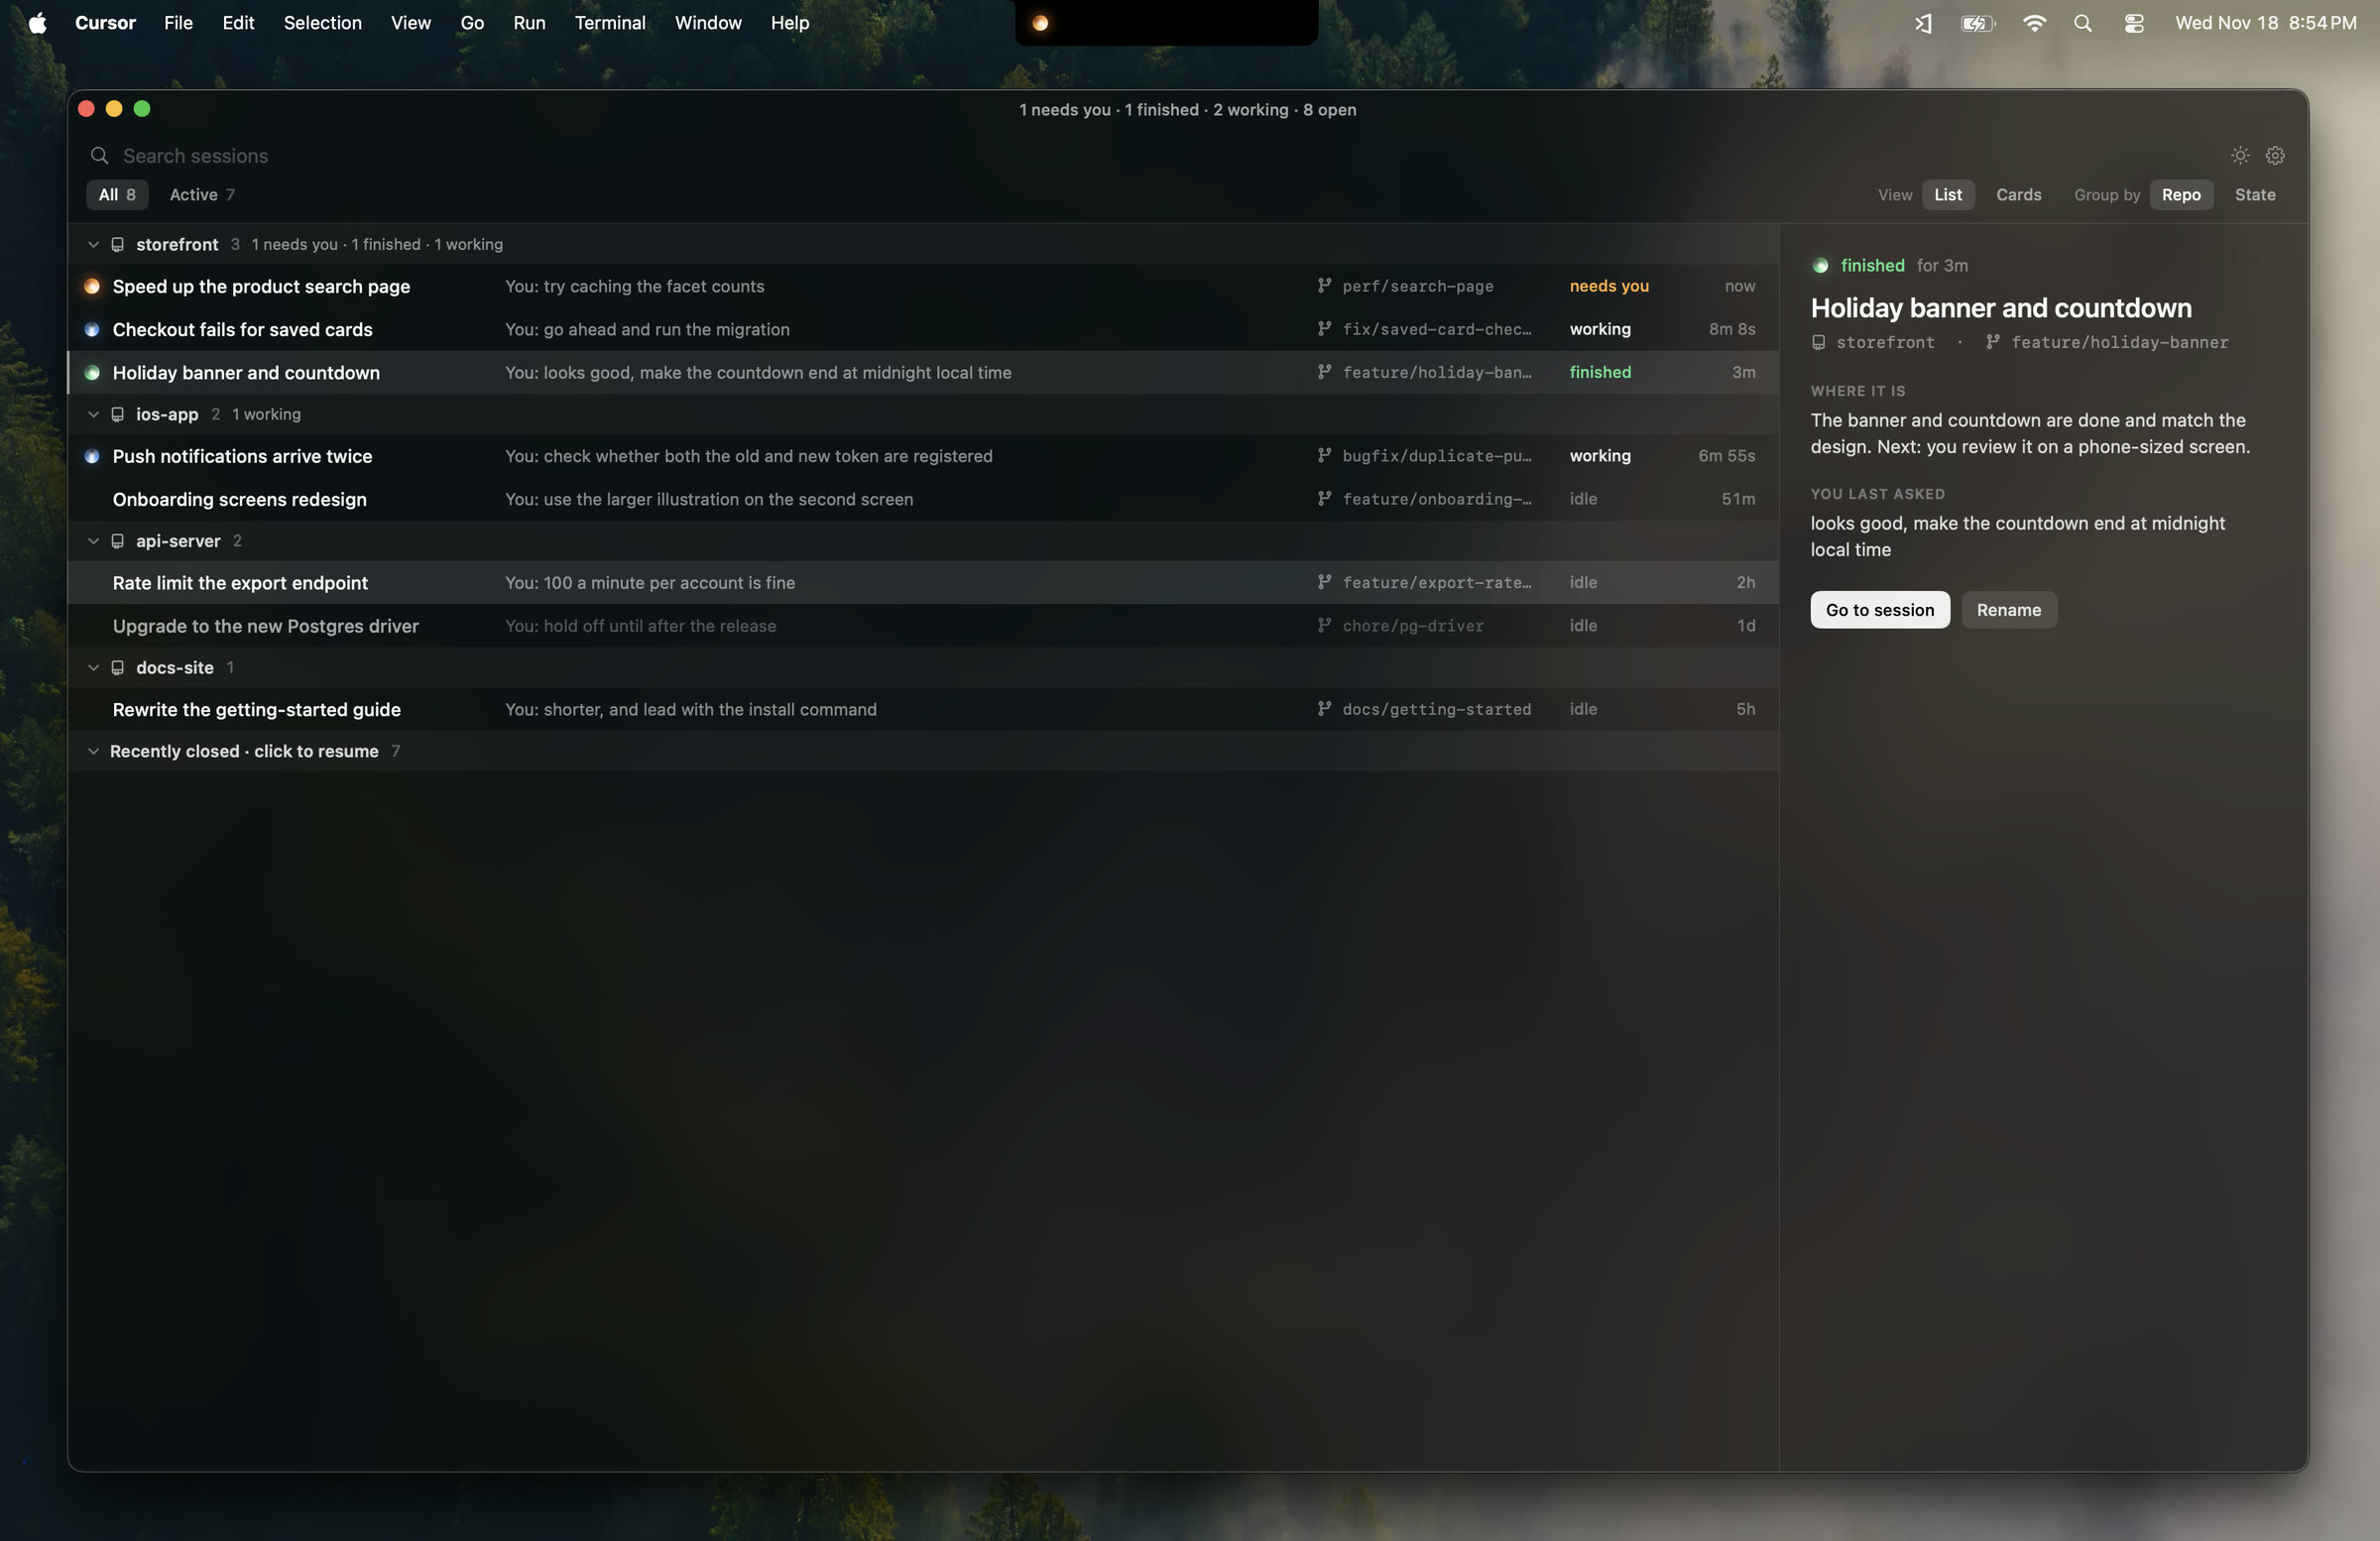 Cursor File Edit Selection View Go Run Terminal Window Help Wed Nov 18 8:54 PM
1 needs you · 1 finished · 2 working · 8 open
Search sessions
All 8 Active 7 View List Cards Group by Repo State
storefront 3 1 needs you · 1 finished · 1 working
Speed up the product search page You: try caching the facet counts perf/search-page needs you now
Checkout fails for saved cards You: go ahead and run the migration fix/saved-card-chec… working 8m 8s
Holiday banner and countdown You: looks good, make the countdown end at midnight local time feature/holiday-ban… finished 3m
ios-app 2 1 working
Push notifications arrive twice You: check whether both the old and new token are registered bugfix/duplicate-pu… working 6m 55s
Onboarding screens redesign You: use the larger illustration on the second screen feature/onboarding-… idle 51m
api-server 2
Rate limit the export endpoint You: 100 a minute per account is fine feature/export-rate… idle 2h
Upgrade to the new Postgres driver You: hold off until after the release chore/pg-driver idle 1d
docs-site 1
Rewrite the getting-started guide You: shorter, and lead with the install command docs/getting-started idle 5h
Recently closed · click to resume 7
finished for 3m
Holiday banner and countdown
storefront · feature/holiday-banner
WHERE IT IS
The banner and countdown are done and match the
design. Next: you review it on a phone-sized screen.
YOU LAST ASKED
looks good, make the countdown end at midnight
local time
Go to session Rename